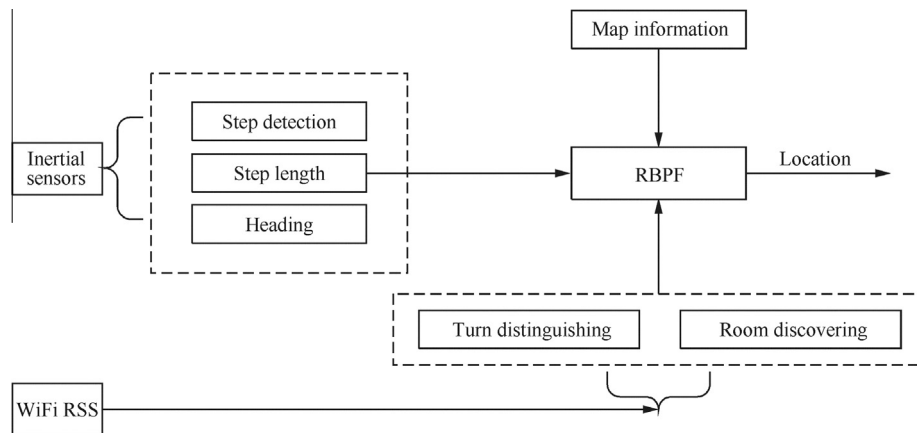 Map information
Step detection
Inertial
sensors
Step length
RBPF
Location
Heading
Turn distinguishing
Room discovering
WiFi RSS